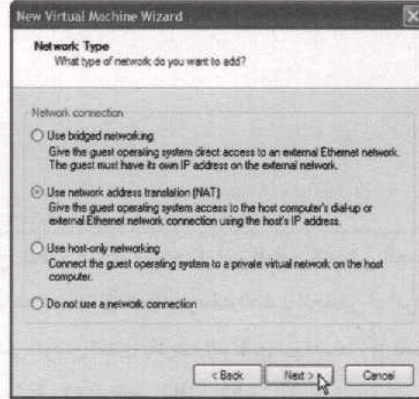 New Virtual Machine Wizard
Network Type
What type of network do you want to add?
Network connection
Use bridged networking
Give the guest operating system direct access to an external Ethernet network.
The guest must have its own IP address on the external network.
Use network address translation (NAT)
Give the guest operating system access to the host computer's dial-up or
external Ethernet network connection using the host's IP address.
Use host-only networking
Connect the guest operating system to a private virtual network on the host
computer.
Do not use a network connection
< Back
Next >
Cancel